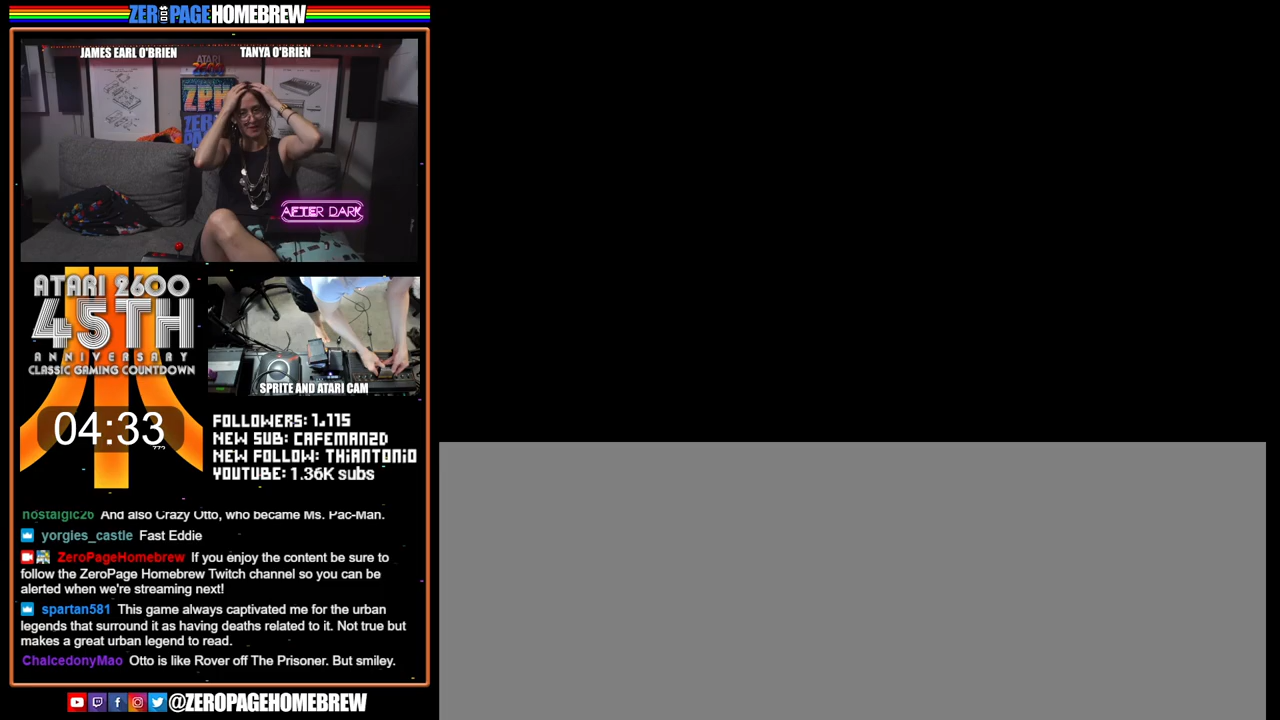 ZER PAGE HOMEBREW
JAMES EARL O'BRIEN
TANYA O'BRIEN
ATARI
ZPH
AFTER DARK
ATARI 2600
45TH
ANNIVERSARY
CLASSIC GAMING COUNTDOWN
04:33
SPRITE AND ATARI CAM
FOLLOWERS: 1,115
NEW SUB: CAFEMAN2D
NEW FOLLOW: THiANTONiO
YOUTUBE: 1.36K subs
nostalgic26 And also Crazy Otto, who became Ms. Pac-Man.
yorgies_castle Fast Eddie
ZeroPageHomebrew If you enjoy the content be sure to
follow the ZeroPage Homebrew Twitch channel so you can be
alerted when we're streaming next!
spartan581 This game always captivated me for the urban
legends that surround it as having deaths related to it. Not true but
makes a great urban legend to read.
ChalcedonyMao Otto is like Rover off The Prisoner. But smiley.
@ZEROPAGEHOMEBREW